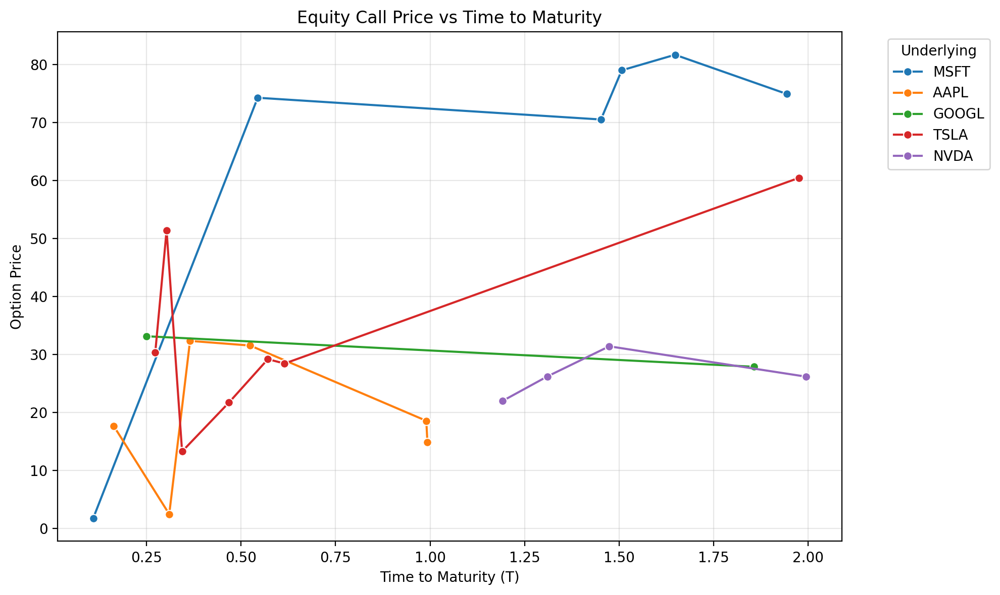 Equity Call Price vs Time to Maturity
Option Price
80
70
60
50
40
30
20
10
0
0.25 0.50 0.75 1.00 1.25 1.50 1.75 2.00
Time to Maturity (T)
Underlying
MSFT
AAPL
GOOGL
TSLA
NVDA